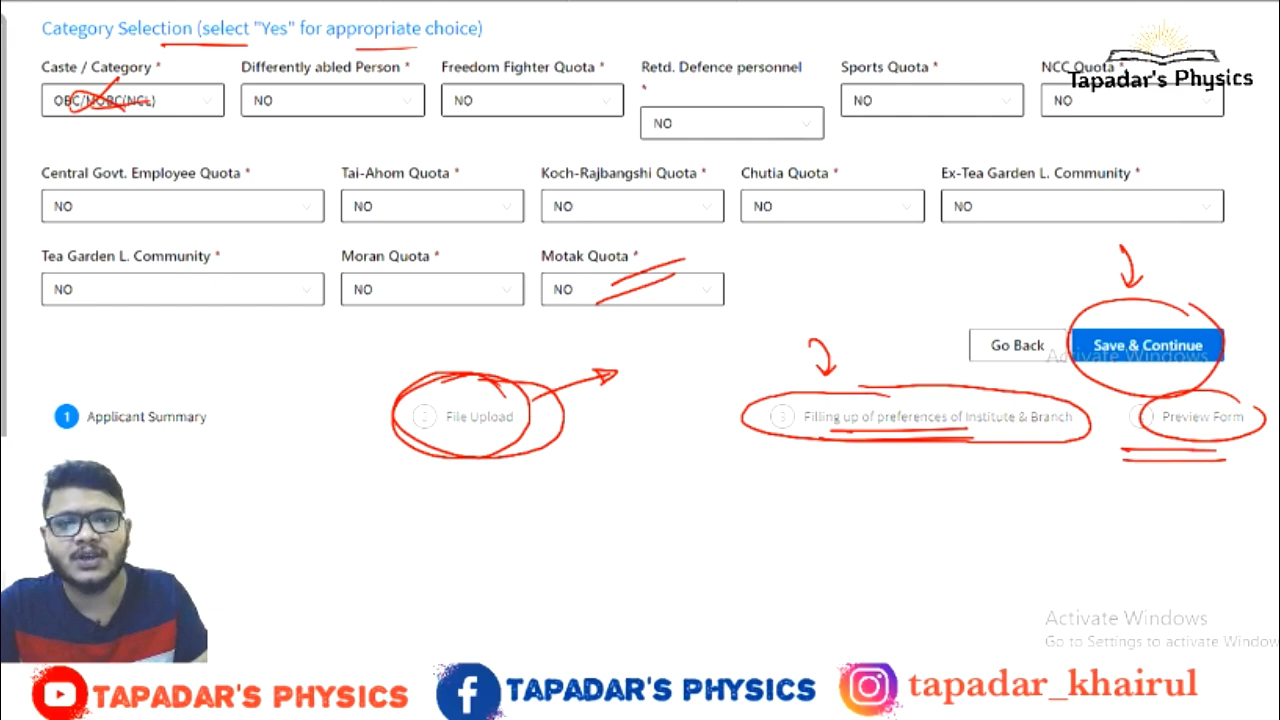 Category Selection (select "Yes" for appropriate choice)
Tapadar's Physics
Caste / Category * Differently abled Person * Freedom Fighter Quota * Retd. Defence personnel * Sports Quota * NCC Quota *
OBC/MOBC(NCL) NO NO NO NO NO
Central Govt. Employee Quota * Tai-Ahom Quota * Koch-Rajbangshi Quota * Chutia Quota * Ex-Tea Garden L. Community *
NO NO NO NO NO
Tea Garden L. Community * Moran Quota * Motak Quota *
NO NO NO
Go Back Save & Continue
Activate Windows
1 Applicant Summary 2 File Upload 3 Filling up of preferences of Institute & Branch Preview Form
Activate Windows
Go to Settings to activate Window
TAPADAR'S PHYSICS TAPADAR'S PHYSICS tapadar_khairul